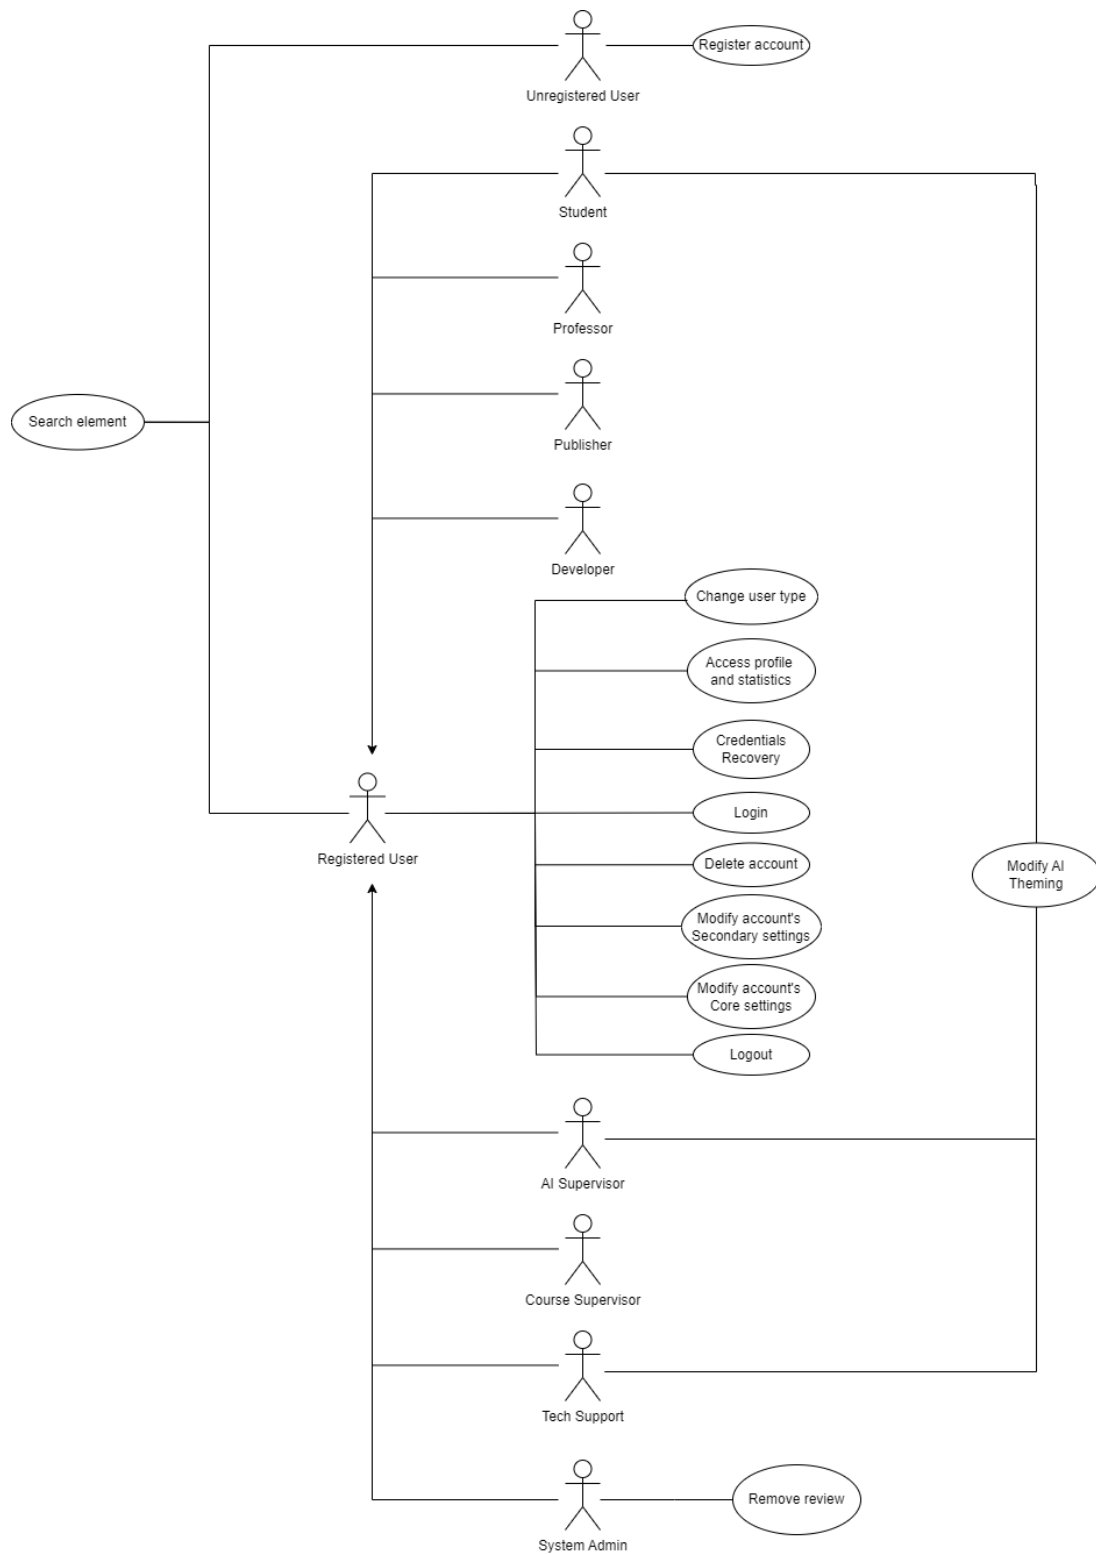 Register account
Unregistered User
Student
Professor
Search element
Publisher
Developer
Change user type
Access profile
and statistics
Credentials
Recovery
Login
Registered User
Delete account
Modify AI
Theming
Modify account's
Secondary settings
Modify account's
Core settings
Logout
AI Supervisor
Course Supervisor
Tech Support
Remove review
System Admin